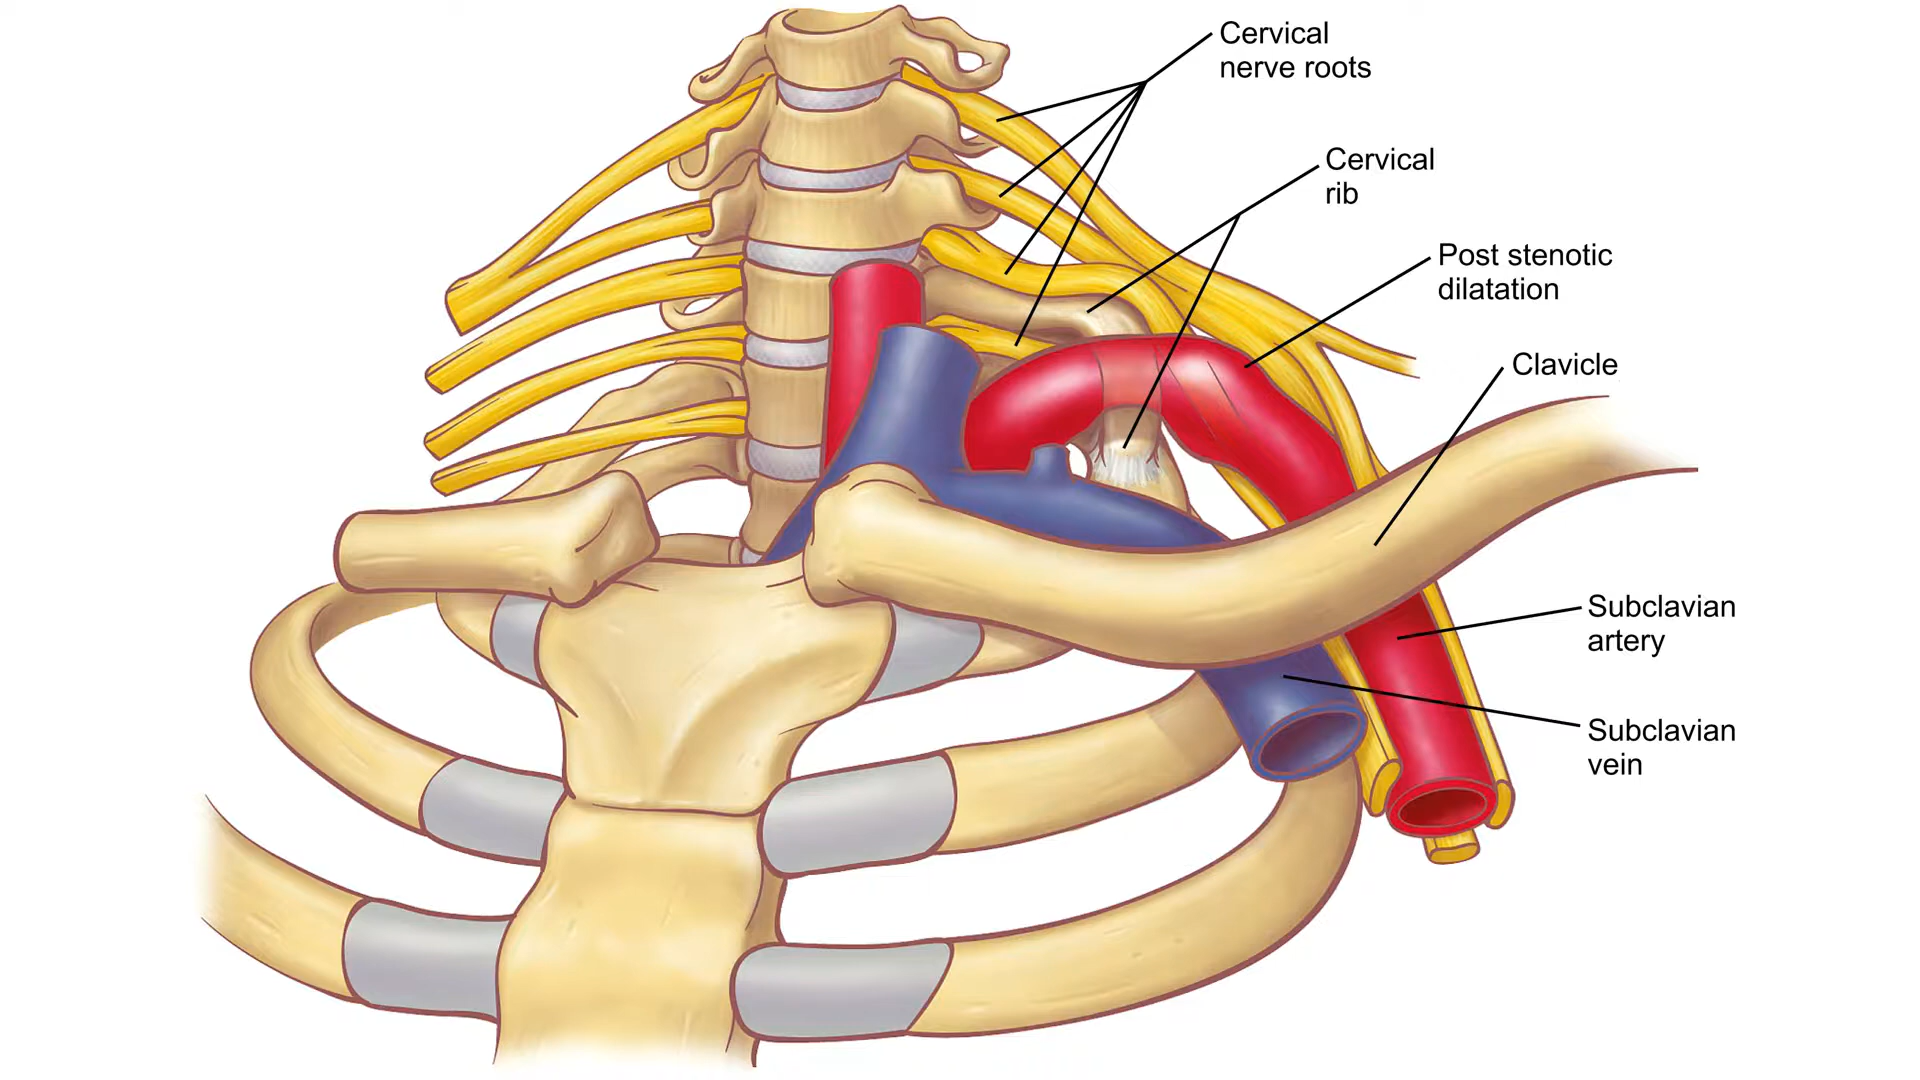 Cervical
nerve roots
Cervical
rib
Post stenotic
dilatation
Clavicle
Subclavian
artery
Subclavian
vein